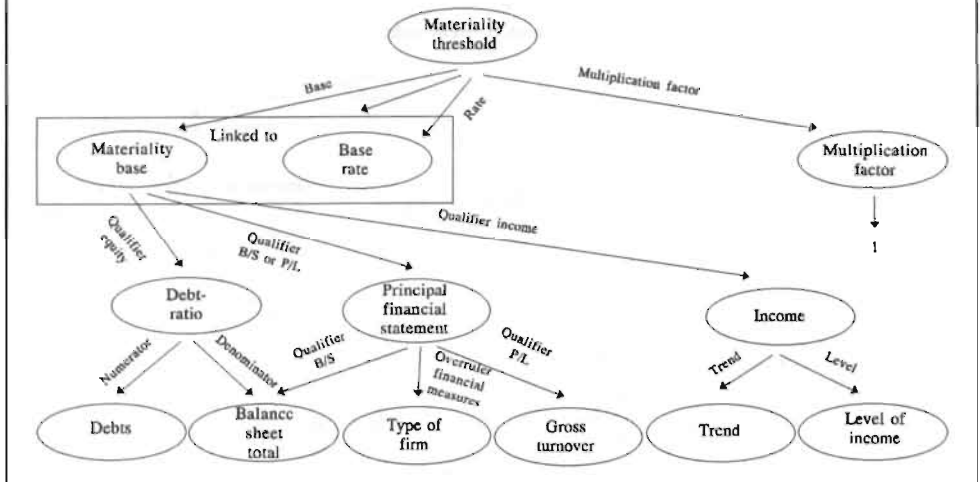 Materiality
threshold
Base
Rate
Multiplication factor
Linked to
Materiality
base
Base
rate
Multiplication
factor
Qualifier
equity
Qualifier
B/S or P/L
Qualifier income
1
Debt-
ratio
Principal
financial
statement
Income
Numerator
Denominator
Qualifier
B/S
Overruler
financial
measures
Qualifier
P/L
Trend
Level
Debts
Balance
sheet
total
Type of
firm
Gross
turnover
Trend
Level of
income